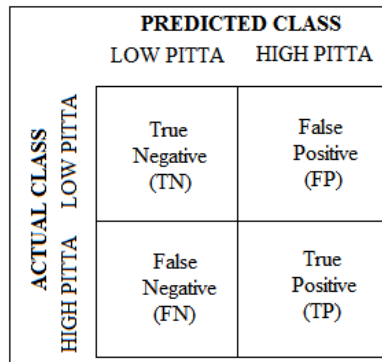 PREDICTED CLASS
LOW PITTA HIGH PITTA
ACTUAL CLASS
LOW PITTA
HIGH PITTA
True
Negative
(TN)
False
Positive
(FP)
False
Negative
(FN)
True
Positive
(TP)